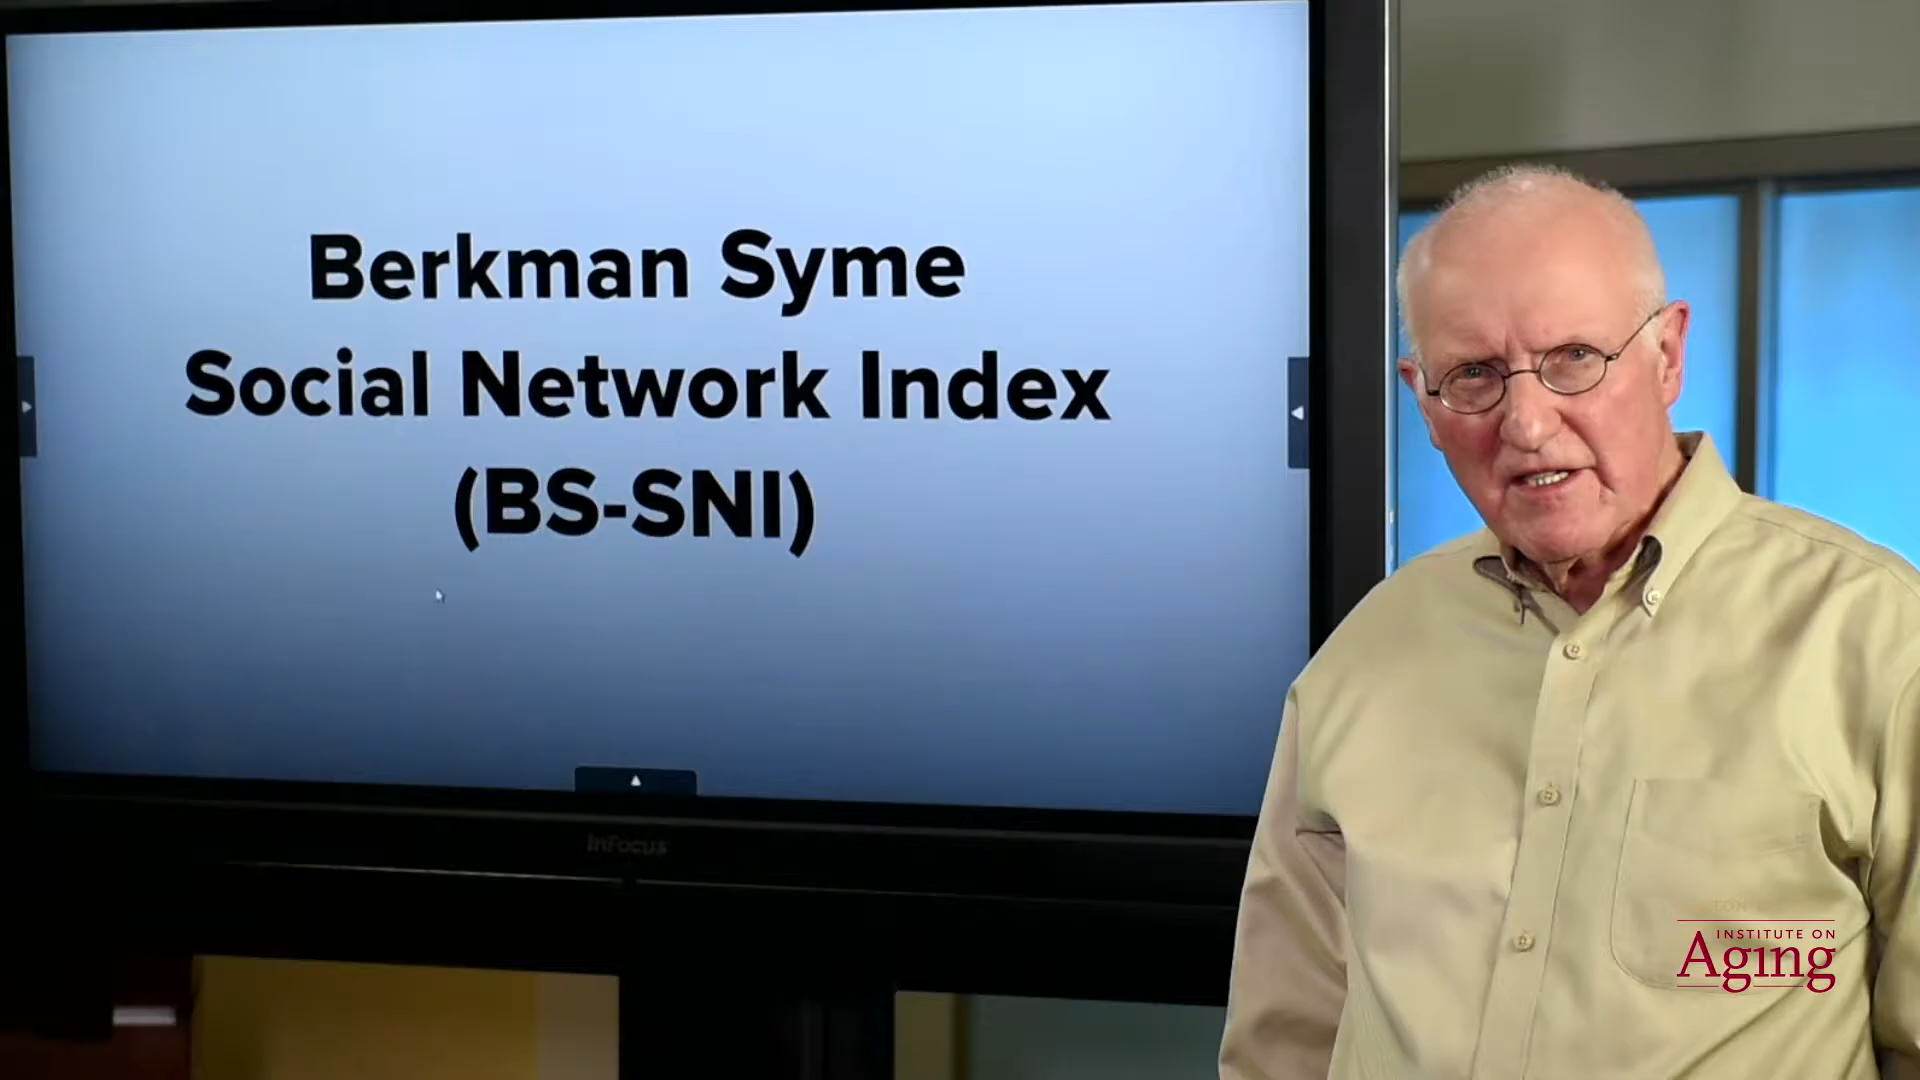 Berkman Syme
Social Network Index
(BS-SNI)
InFocus
INSTITUTE ON
Aging